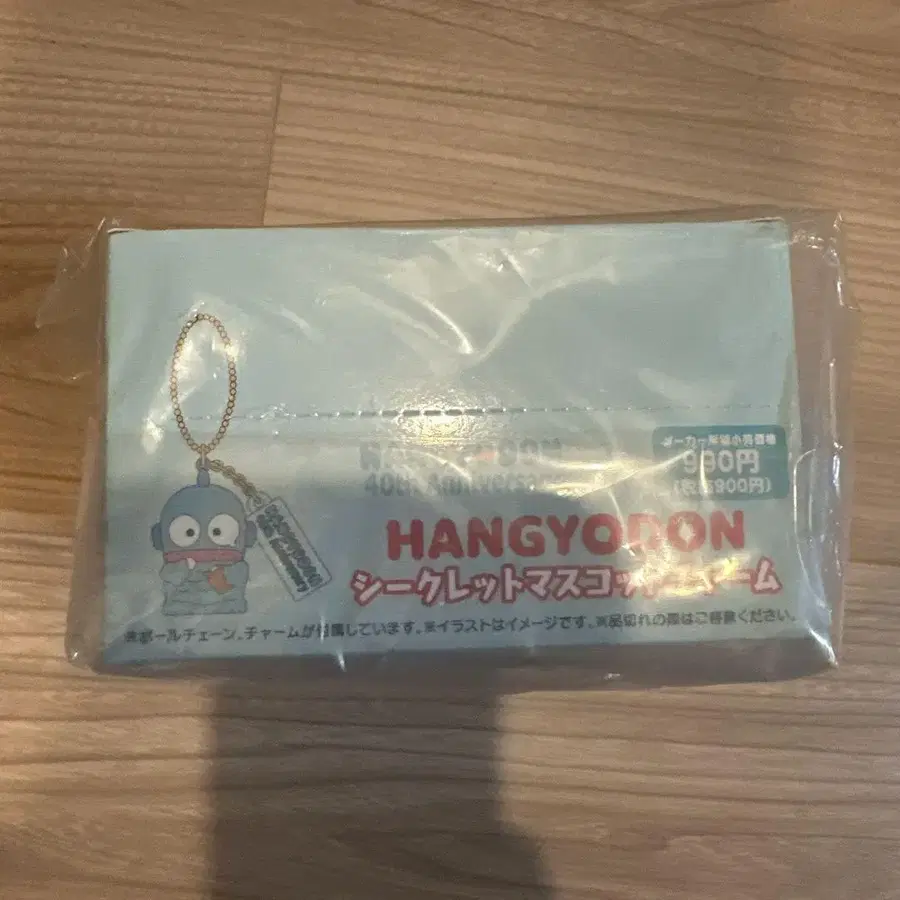 メーカー希望小売価格
990円
(税抜900円)
HANGYODON
40th Anniversary
HANGYODON
シークレットマスコットチャーム
HANGYODON
40th Anniversary
※ボールチェーン、チャームが付属しています。※イラストはイメージです。※品切れの際はご容赦ください。